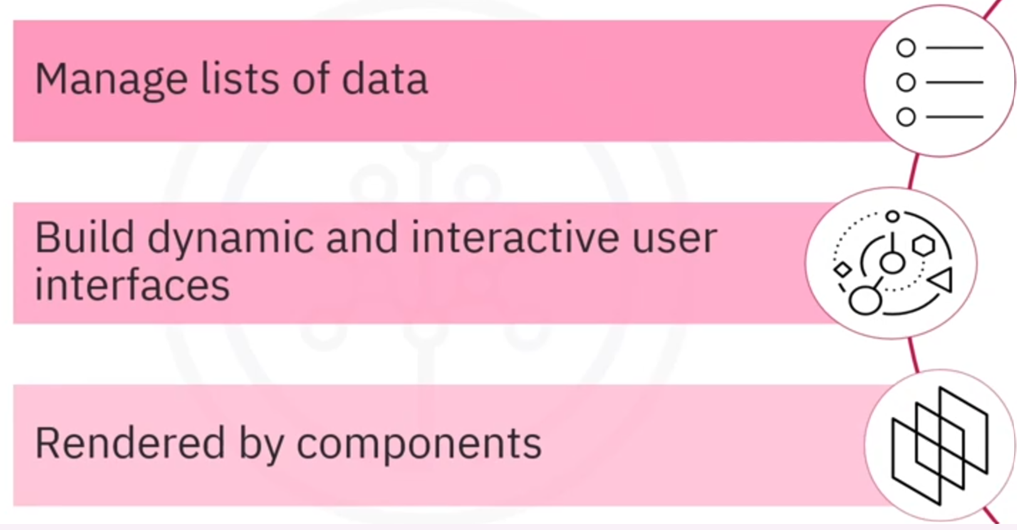 Manage lists of data
Build dynamic and interactive user
interfaces
Rendered by components